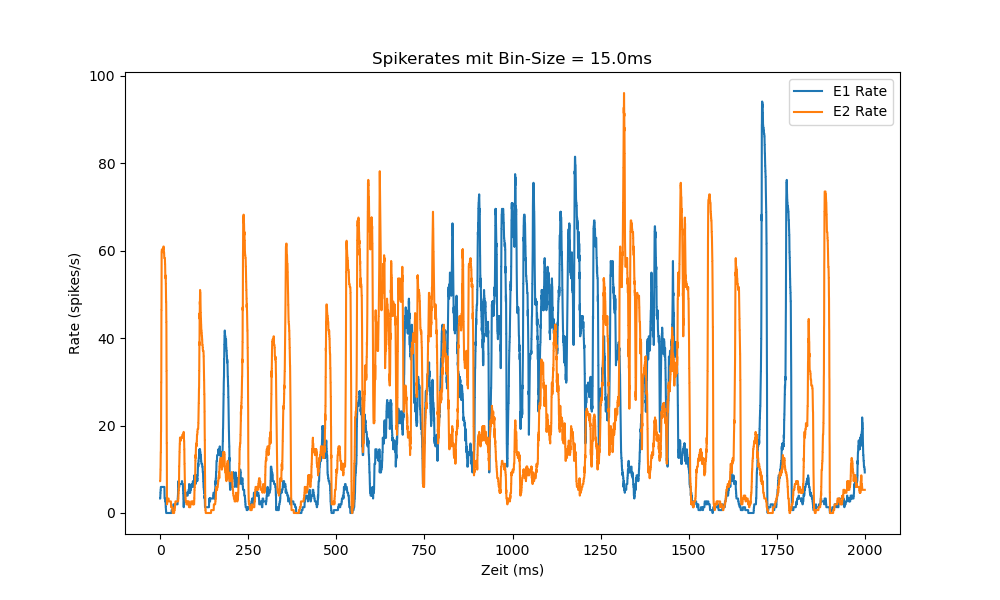 Spikerates mit Bin-Size = 15.0ms
E1 Rate
E2 Rate
Rate (spikes/s)
100
80
60
40
20
0
0 250 500 750 1000 1250 1500 1750 2000
Zeit (ms)